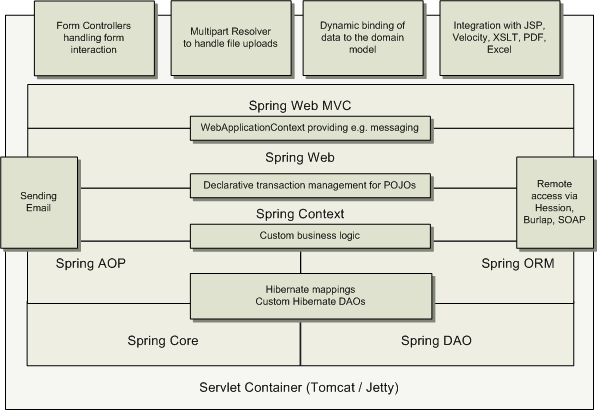 Form Controllers
handling form
interaction
Multipart Resolver
to handle file uploads
Dynamic binding of
data to the domain
model
Integration with JSP,
Velocity, XSLT, PDF,
Excel
Spring Web MVC
WebApplicationContext providing e.g. messaging
Spring Web
Sending
Email
Declarative transaction management for POJOs
Remote
access via
Hession,
Burlap, SOAP
Spring Context
Custom business logic
Spring AOP
Spring ORM
Hibernate mappings
Custom Hibernate DAOs
Spring Core
Spring DAO
Servlet Container (Tomcat / Jetty)